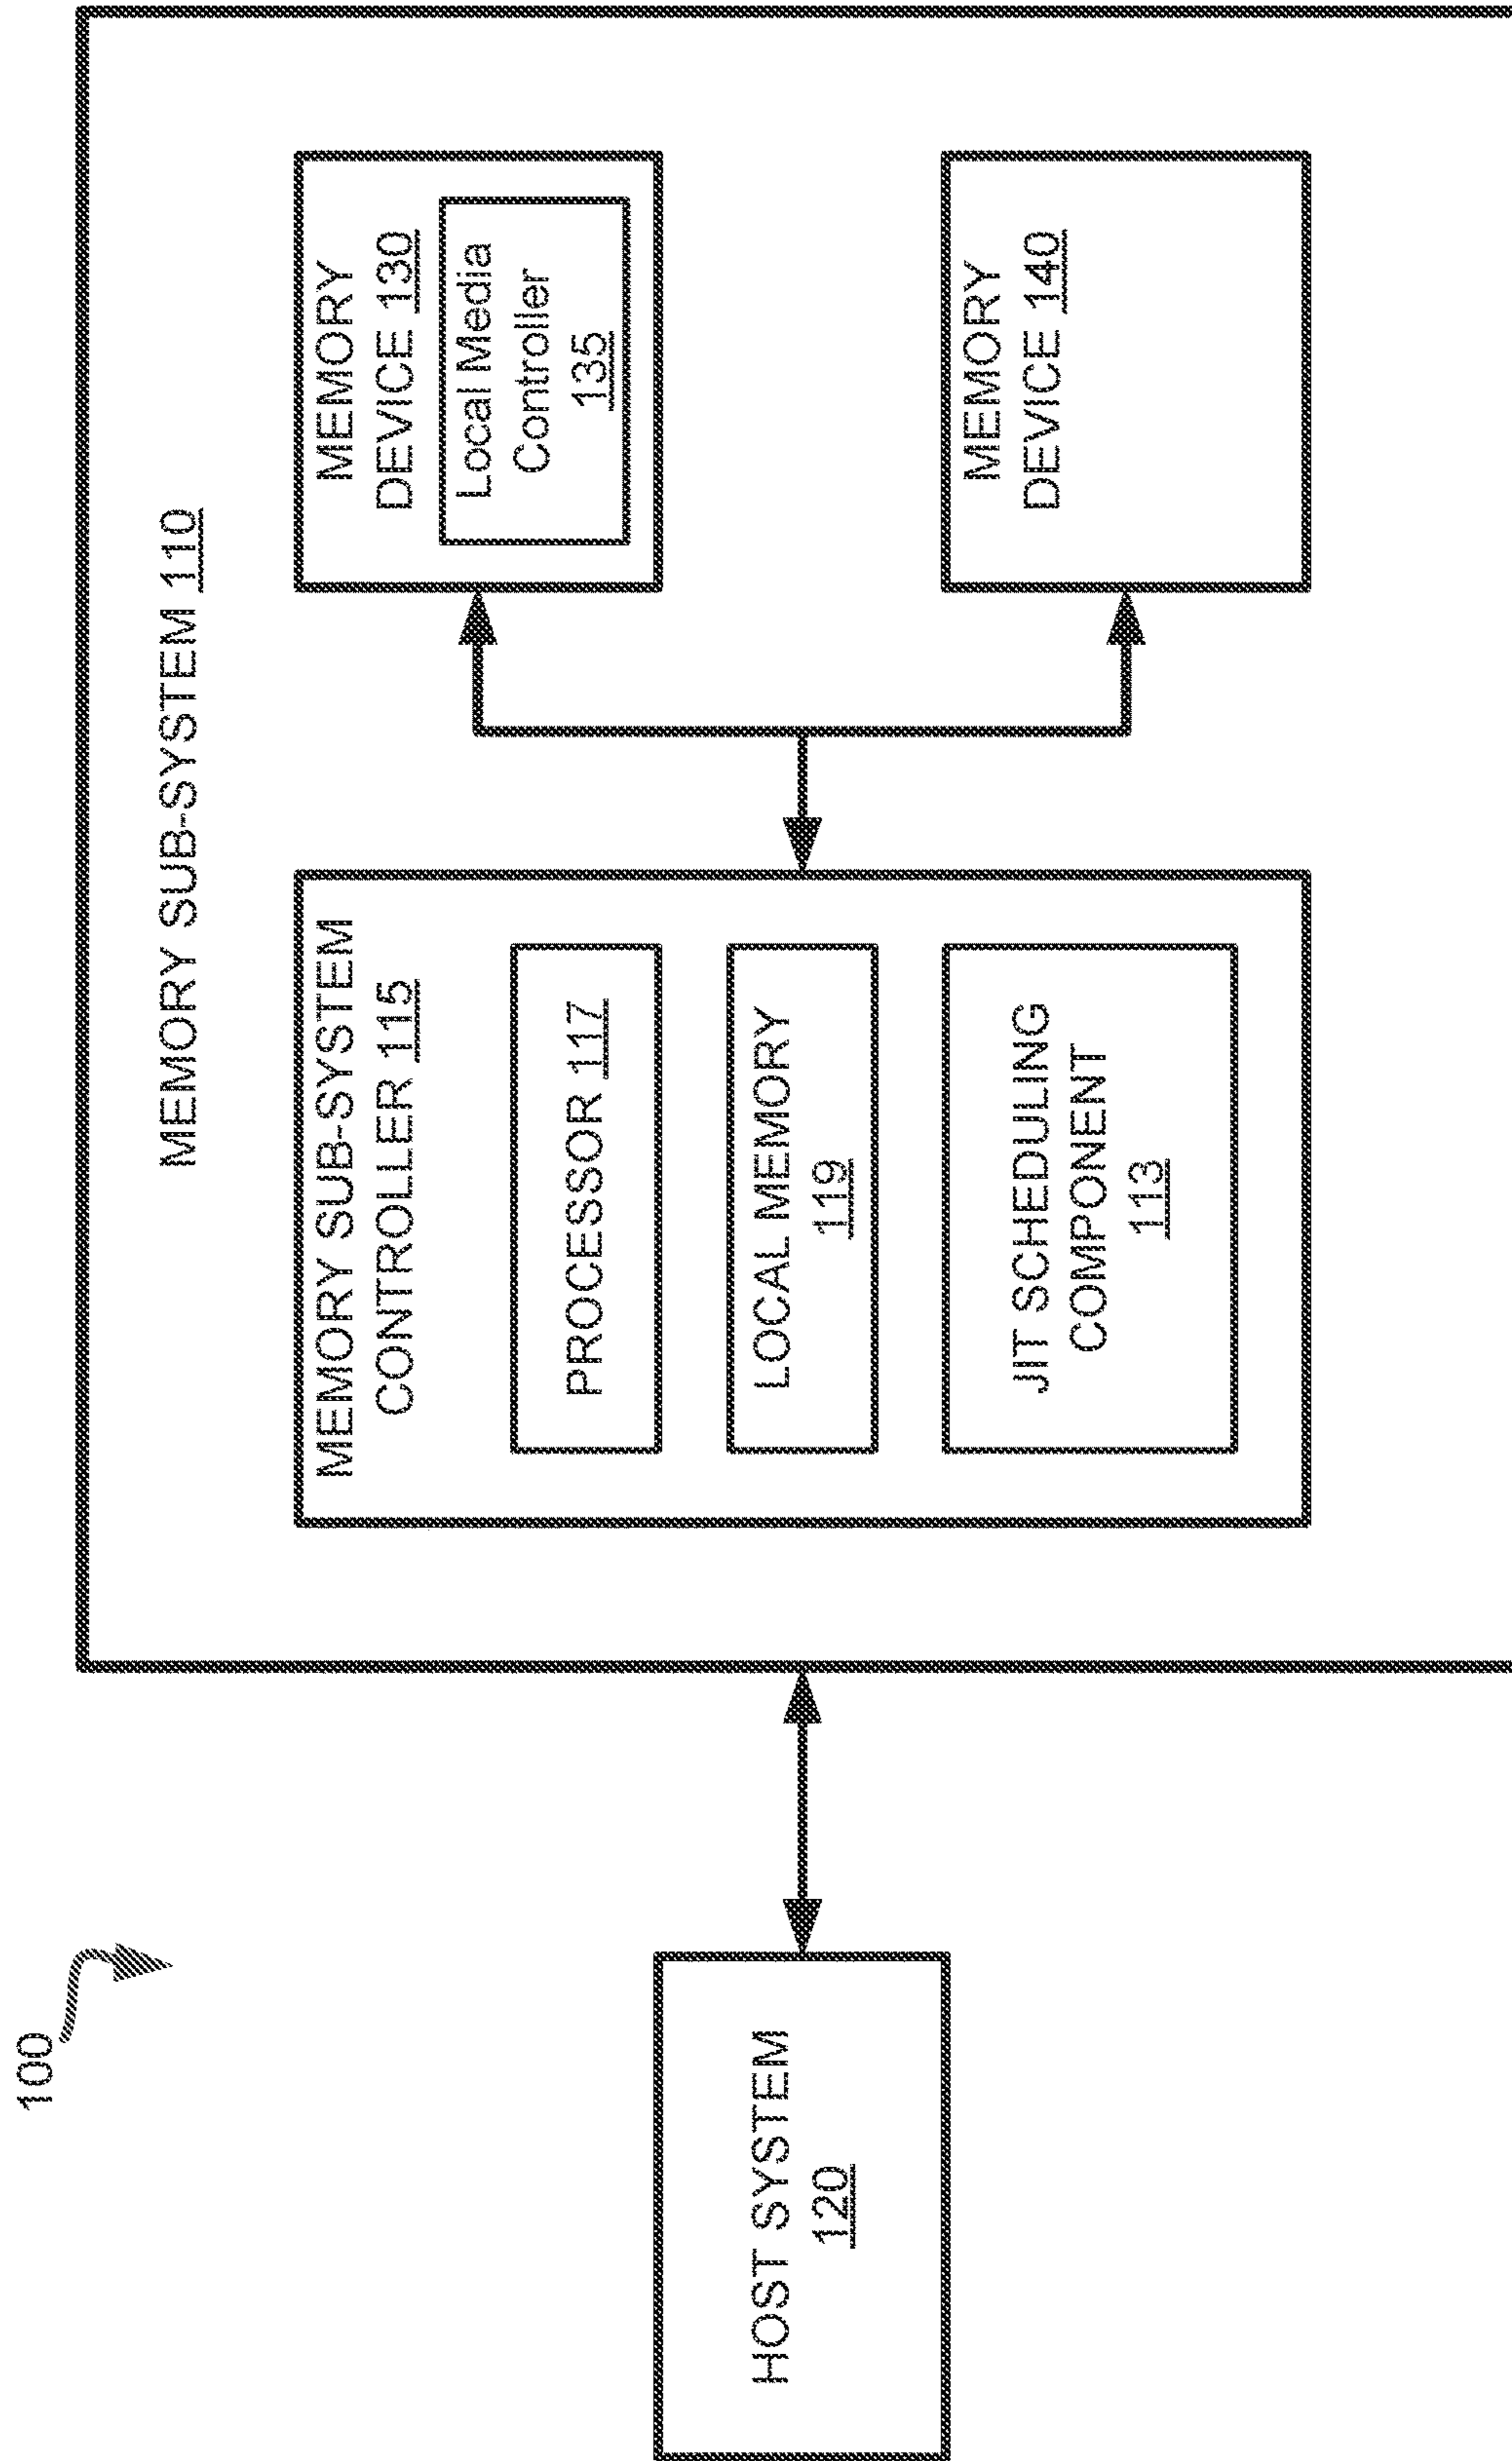 100
MEMORY SUB-SYSTEM 110
HOST SYSTEM
120
MEMORY SUB-SYSTEM
CONTROLLER 115
PROCESSOR 117
LOCAL MEMORY
119
JIT SCHEDULING
COMPONENT
113
MEMORY
DEVICE 130
Local Media
Controller
135
MEMORY
DEVICE 140